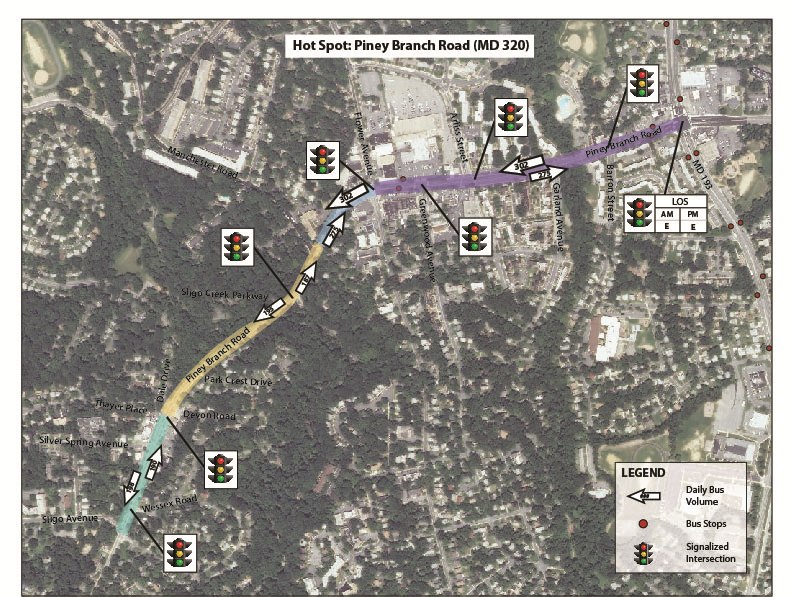 Hot Spot: Piney Branch Road (MD 320)
Flower Avenue
Arliss Street
Piney Branch Road
Manchester Road
302
Barron Street
MD 193
302
Garland Avenue
Greenwood Avenue
LOS
AM
PM
E
E
Sligo Creek Parkway
Piney Branch Road
Park Crest Drive
Dale Drive
Thayer Place
Devon Road
Silver Spring Avenue
Wessex Road
Sligo Avenue
LEGEND
Daily Bus
Volume
Bus Stops
Signalized
Intersection